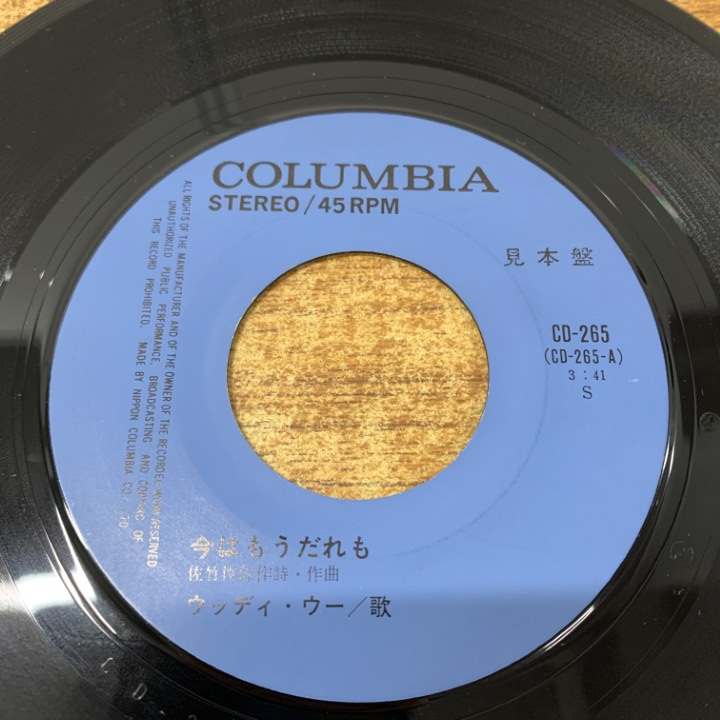 COLUMBIA
STEREO/45RPM
見本盤
CD-265
(CD-265-A)
3:41
S
ALL RIGHTS OF THE MANUFACTURER AND OF THE OWNER OF THE RECORDED WORK RESERVED
UNAUTHORIZED PUBLIC PERFORMANCE, BROADCASTING AND COPYING OF
THIS RECORD PROHIBITED. MADE BY NIPPON COLUMBIA CO.,
今はもうだれも
佐竹俊郎作詩・作曲
ウッディ・ウー/歌